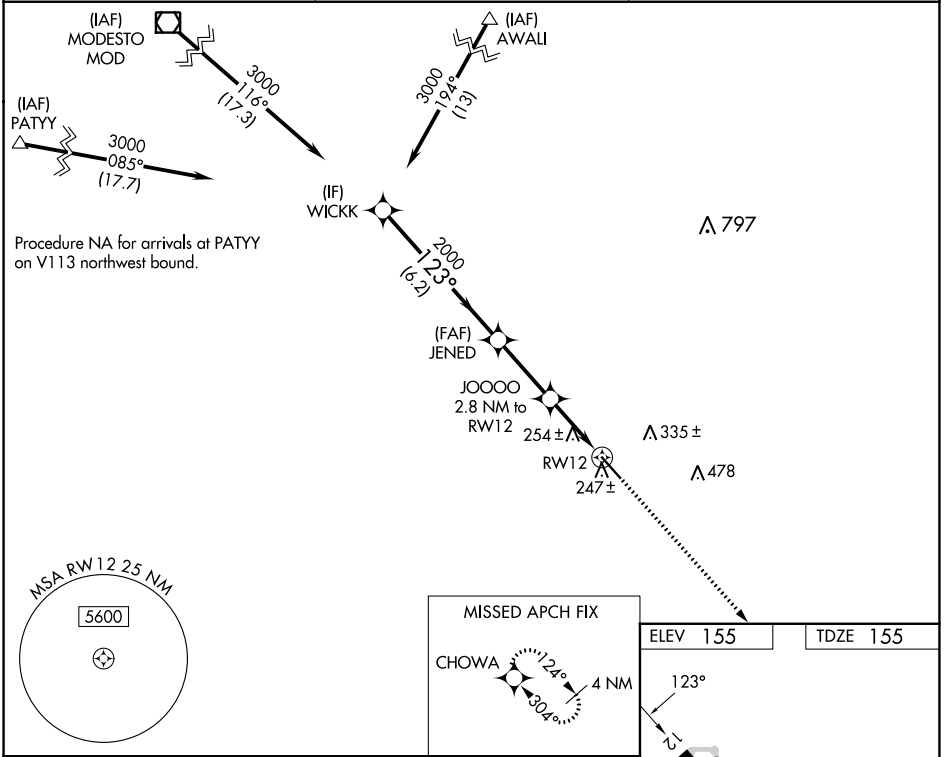 (IAF)
MODESTO
MOD
(IAF)
AWALI
3000
116°
(17.3)
3000
194°
(13)
(IAF)
PATYY
3000
085°
(17.7)
(IF)
WICKK
797
Procedure NA for arrivals at PATYY
on V113 northwest bound.
2000
123°
(6.2)
(FAF)
JENED
JOOOO
2.8 NM to
RW12
254 ±
335 ±
RW12
478
247 ±
MSA RW12 25 NM
5600
MISSED APCH FIX
CHOWA
124°
4 NM
304°
ELEV 155
TDZE 155
123°
12